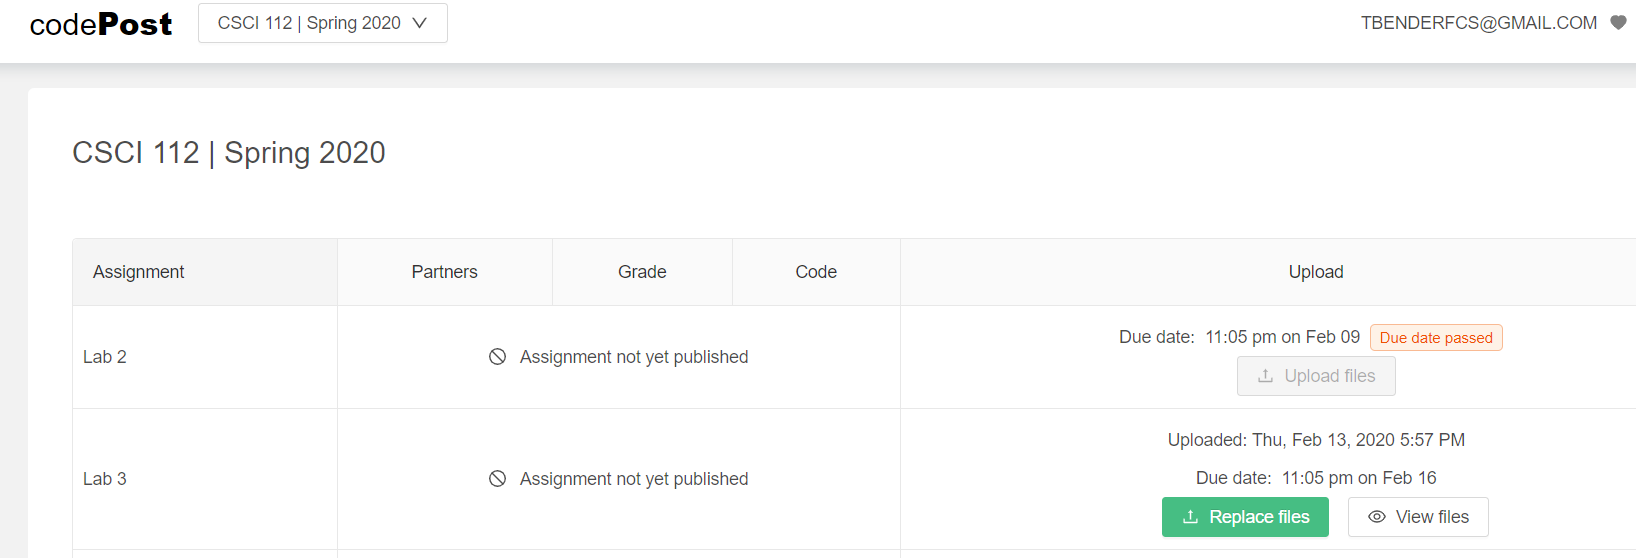 codePost
CSCI 112 | Spring 2020
TBENDERFCS@GMAIL.COM
CSCI 112 | Spring 2020
Assignment
Partners
Grade
Code
Upload
Lab 2
Assignment not yet published
Due date: 11:05 pm on Feb 09
Due date passed
Upload files
Lab 3
Assignment not yet published
Uploaded: Thu, Feb 13, 2020 5:57 PM
Due date: 11:05 pm on Feb 16
Replace files
View files